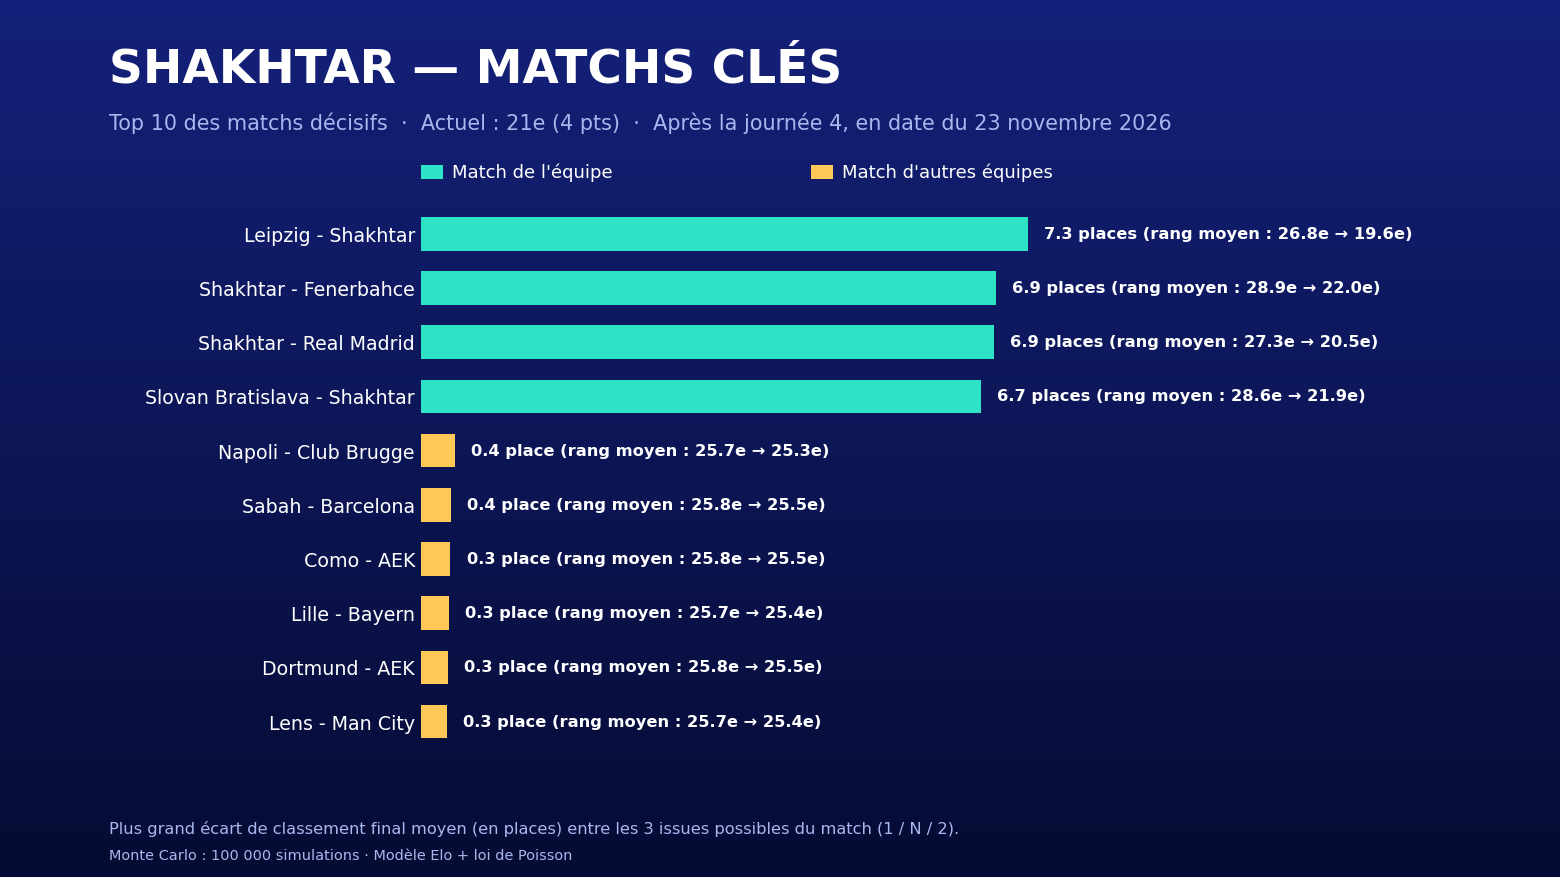 SHAKHTAR — MATCHS CLÉS
Top 10 des matchs décisifs · Actuel : 21e (4 pts) · Après la journée 4, en date du 23 novembre 2026
Match de l'équipe Match d'autres équipes
Leipzig - Shakhtar 7.3 places (rang moyen : 26.8e → 19.6e)
Shakhtar - Fenerbahce 6.9 places (rang moyen : 28.9e → 22.0e)
Shakhtar - Real Madrid 6.9 places (rang moyen : 27.3e → 20.5e)
Slovan Bratislava - Shakhtar 6.7 places (rang moyen : 28.6e → 21.9e)
Napoli - Club Brugge 0.4 place (rang moyen : 25.7e → 25.3e)
Sabah - Barcelona 0.4 place (rang moyen : 25.8e → 25.5e)
Como - AEK 0.3 place (rang moyen : 25.8e → 25.5e)
Lille - Bayern 0.3 place (rang moyen : 25.7e → 25.4e)
Dortmund - AEK 0.3 place (rang moyen : 25.8e → 25.5e)
Lens - Man City 0.3 place (rang moyen : 25.7e → 25.4e)
Plus grand écart de classement final moyen (en places) entre les 3 issues possibles du match (1 / N / 2).
Monte Carlo : 100 000 simulations · Modèle Elo + loi de Poisson